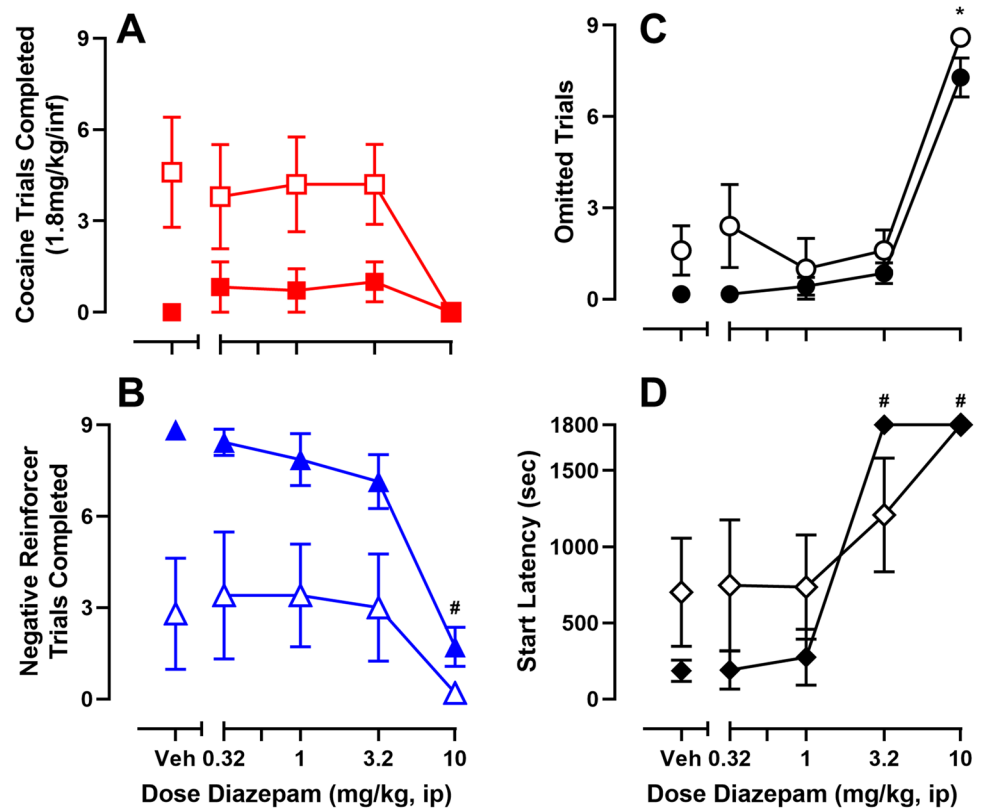 A
Cocaine Trials Completed
(1.8mg/kg/inf)
9
6
3
0
C
Omitted Trials
9
6
3
0
*
B
Negative Reinforcer
Trials Completed
9
6
3
0
#
Veh 0.32 1 3.2 10
Dose Diazepam (mg/kg, ip)
D
Start Latency (sec)
1800
1500
1000
500
0
# #
Veh 0.32 1 3.2 10
Dose Diazepam (mg/kg, ip)